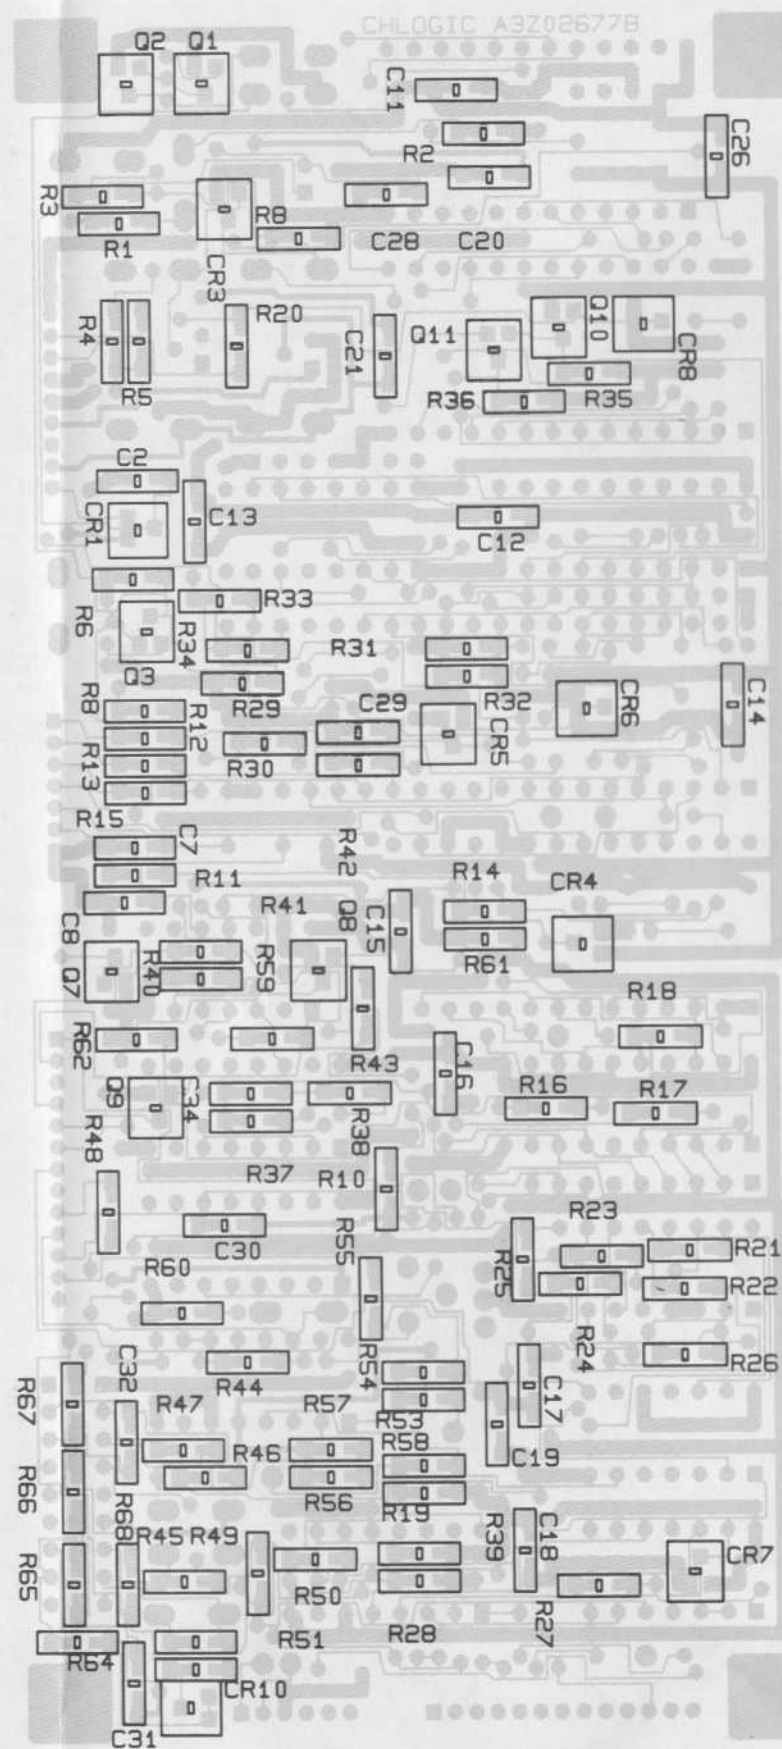 CHLOGIC A3Z02677B
Q2 Q1
C11
R2
C26
R3
R1
R8
CR3
C28
C20
R4
R5
R20
C21
Q11
Q10
CR8
R36
R35
C2
CR1
C13
C12
R6
R33
R34
Q3
R31
R29
R32
CR6
C14
R8
R12
C29
CR5
R13
R30
R15
C7
R42
R11
R14
CR4
R41
Q8
C15
C8
Q7
R40
R59
R61
R18
R62
R43
C16
Q9
C34
R38
R16
R17
R48
R37
R10
C30
R55
R23
R25
R21
R60
R22
R24
R26
R44
R54
C17
R67
C32
R47
R57
R53
R46
R58
C19
R66
R56
R19
R68
R45
R49
R39
C18
CR7
R65
R50
R27
R64
R51
R28
CR10
C31